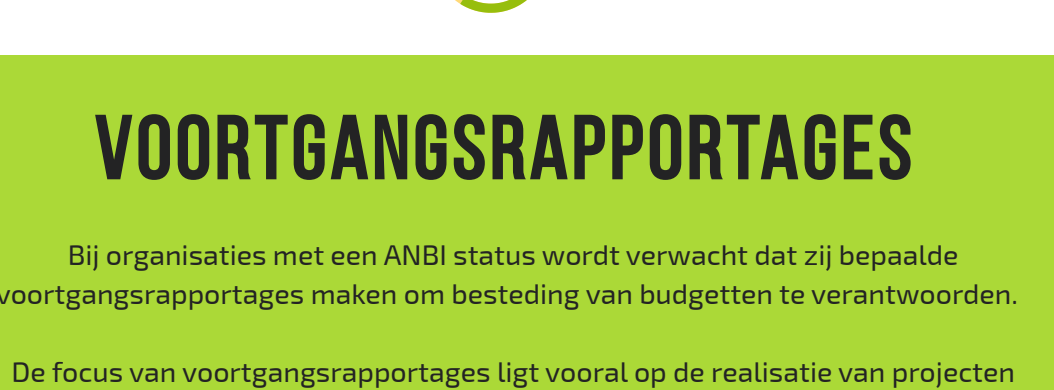 VOORTGANGSRAPPORTAGES
Bij organisaties met een ANBI status wordt verwacht dat zij bepaalde
voortgangsrapportages maken om besteding van budgetten te verantwoorden.
De focus van voortgangsrapportages ligt vooral op de realisatie van projecten